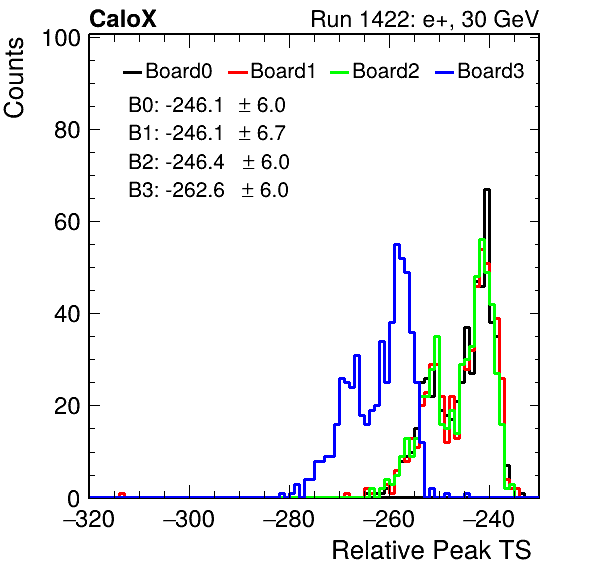 CaloX Run 1422: e+, 30 GeV
Counts
100
Board0 Board1 Board2 Board3
B0: -246.1 ± 6.0
B1: -246.1 ± 6.7
B2: -246.4 ± 6.0
B3: -262.6 ± 6.0
80
60
40
20
0
−320 −300 −280 −260 −240
Relative Peak TS